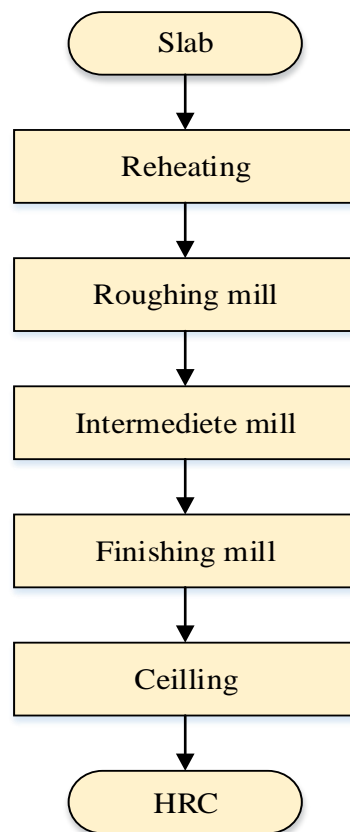 Slab
Reheating
Roughing mill
Intermediete mill
Finishing mill
Ceilling
HRC